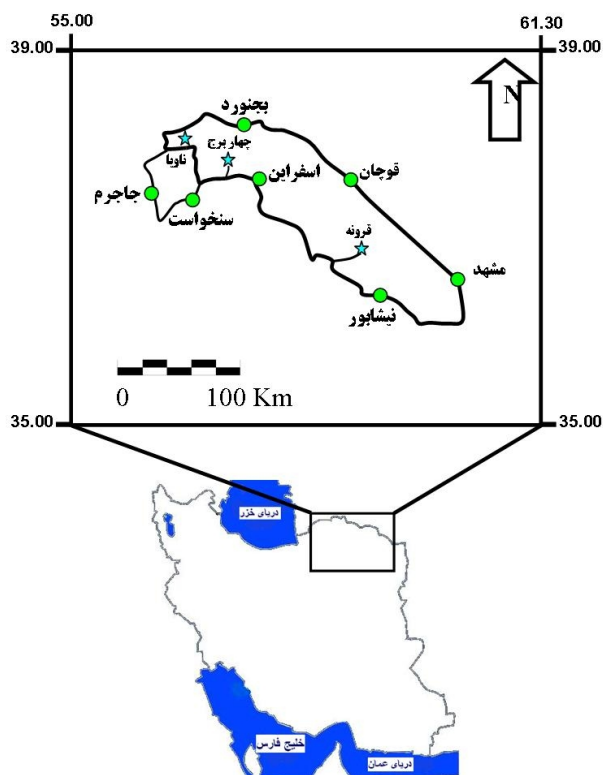 55.00
61.30
39.00
39.00
N
بجنورد
چهاربرج
ناویا
اسفراین
قوچان
جاجرم
سنخواست
قرونه
مشهد
نیشابور
0 100 Km
35.00
35.00
دریای خزر
خلیج فارس
دریای عمان